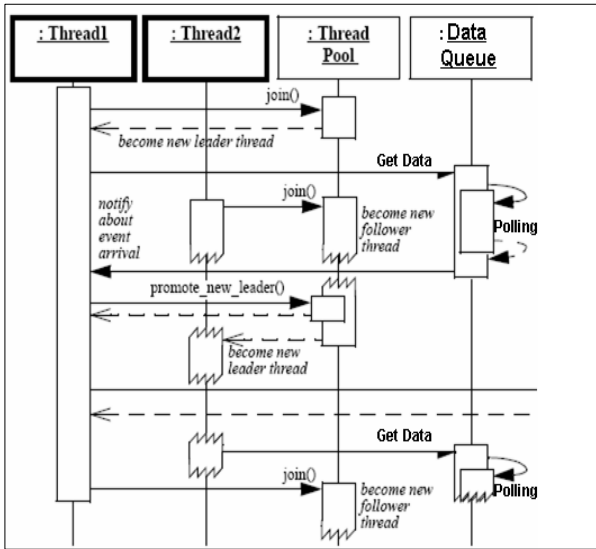 : Thread1
: Thread2
: Thread
Pool
: Data
Queue
join()
become new leader thread
Get Data
notify
about
event
arrival
join()
become new
follower
thread
Polling
promote_new_leader()
become new
leader thread
Get Data
Polling
join()
become new
follower
thread